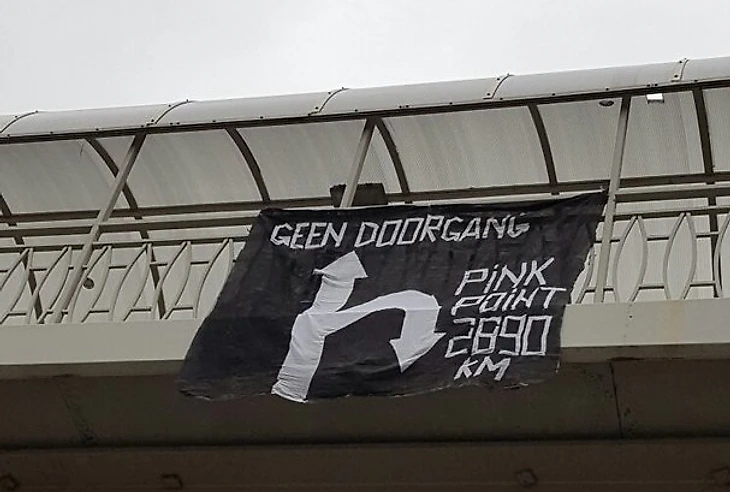 GEEN DOORGANG
PiNK
POiNT
2890
KM